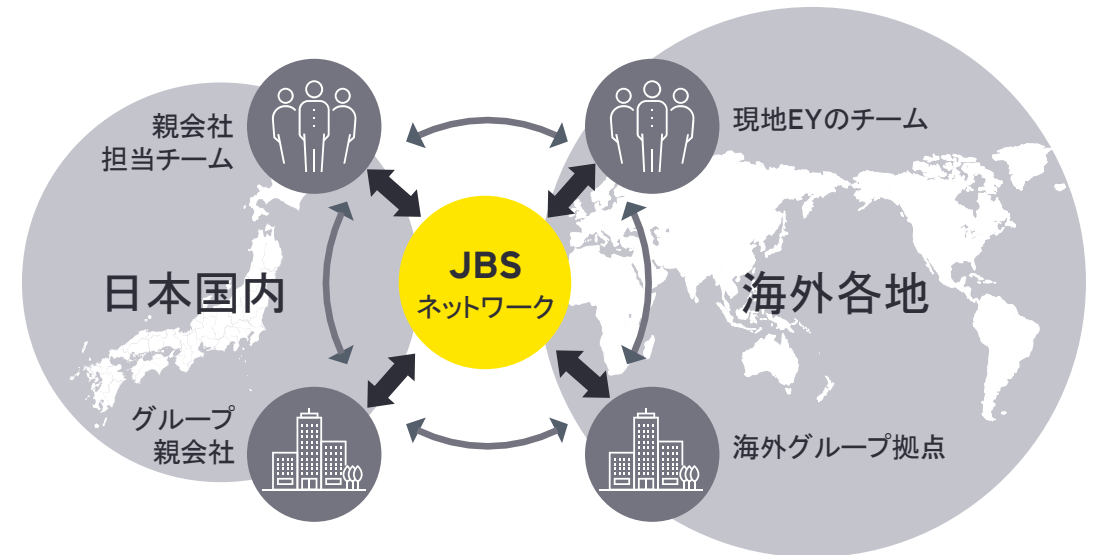 親会社
担当チーム
現地EYのチーム
JBS
ネットワーク
日本国内
海外各地
グループ
親会社
海外グループ拠点